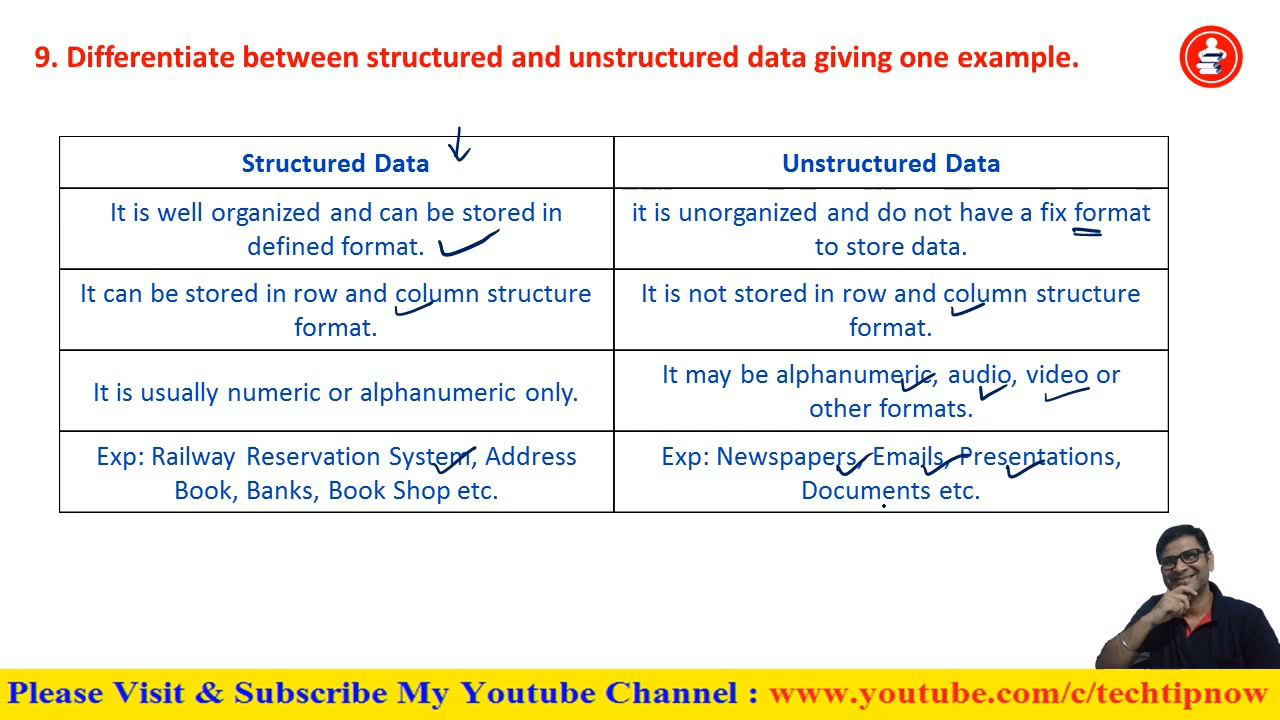 9. Differentiate between structured and unstructured data giving one example.
Structured Data
Unstructured Data
It is well organized and can be stored in
defined format.
it is unorganized and do not have a fix format
to store data.
It can be stored in row and column structure
format.
It is not stored in row and column structure
format.
It is usually numeric or alphanumeric only.
It may be alphanumeric, audio, video or
other formats.
Exp: Railway Reservation System, Address
Book, Banks, Book Shop etc.
Exp: Newspapers, Emails, Presentations,
Documents etc.
Please Visit & Subscribe My Youtube Channel : www.youtube.com/c/techtipnow